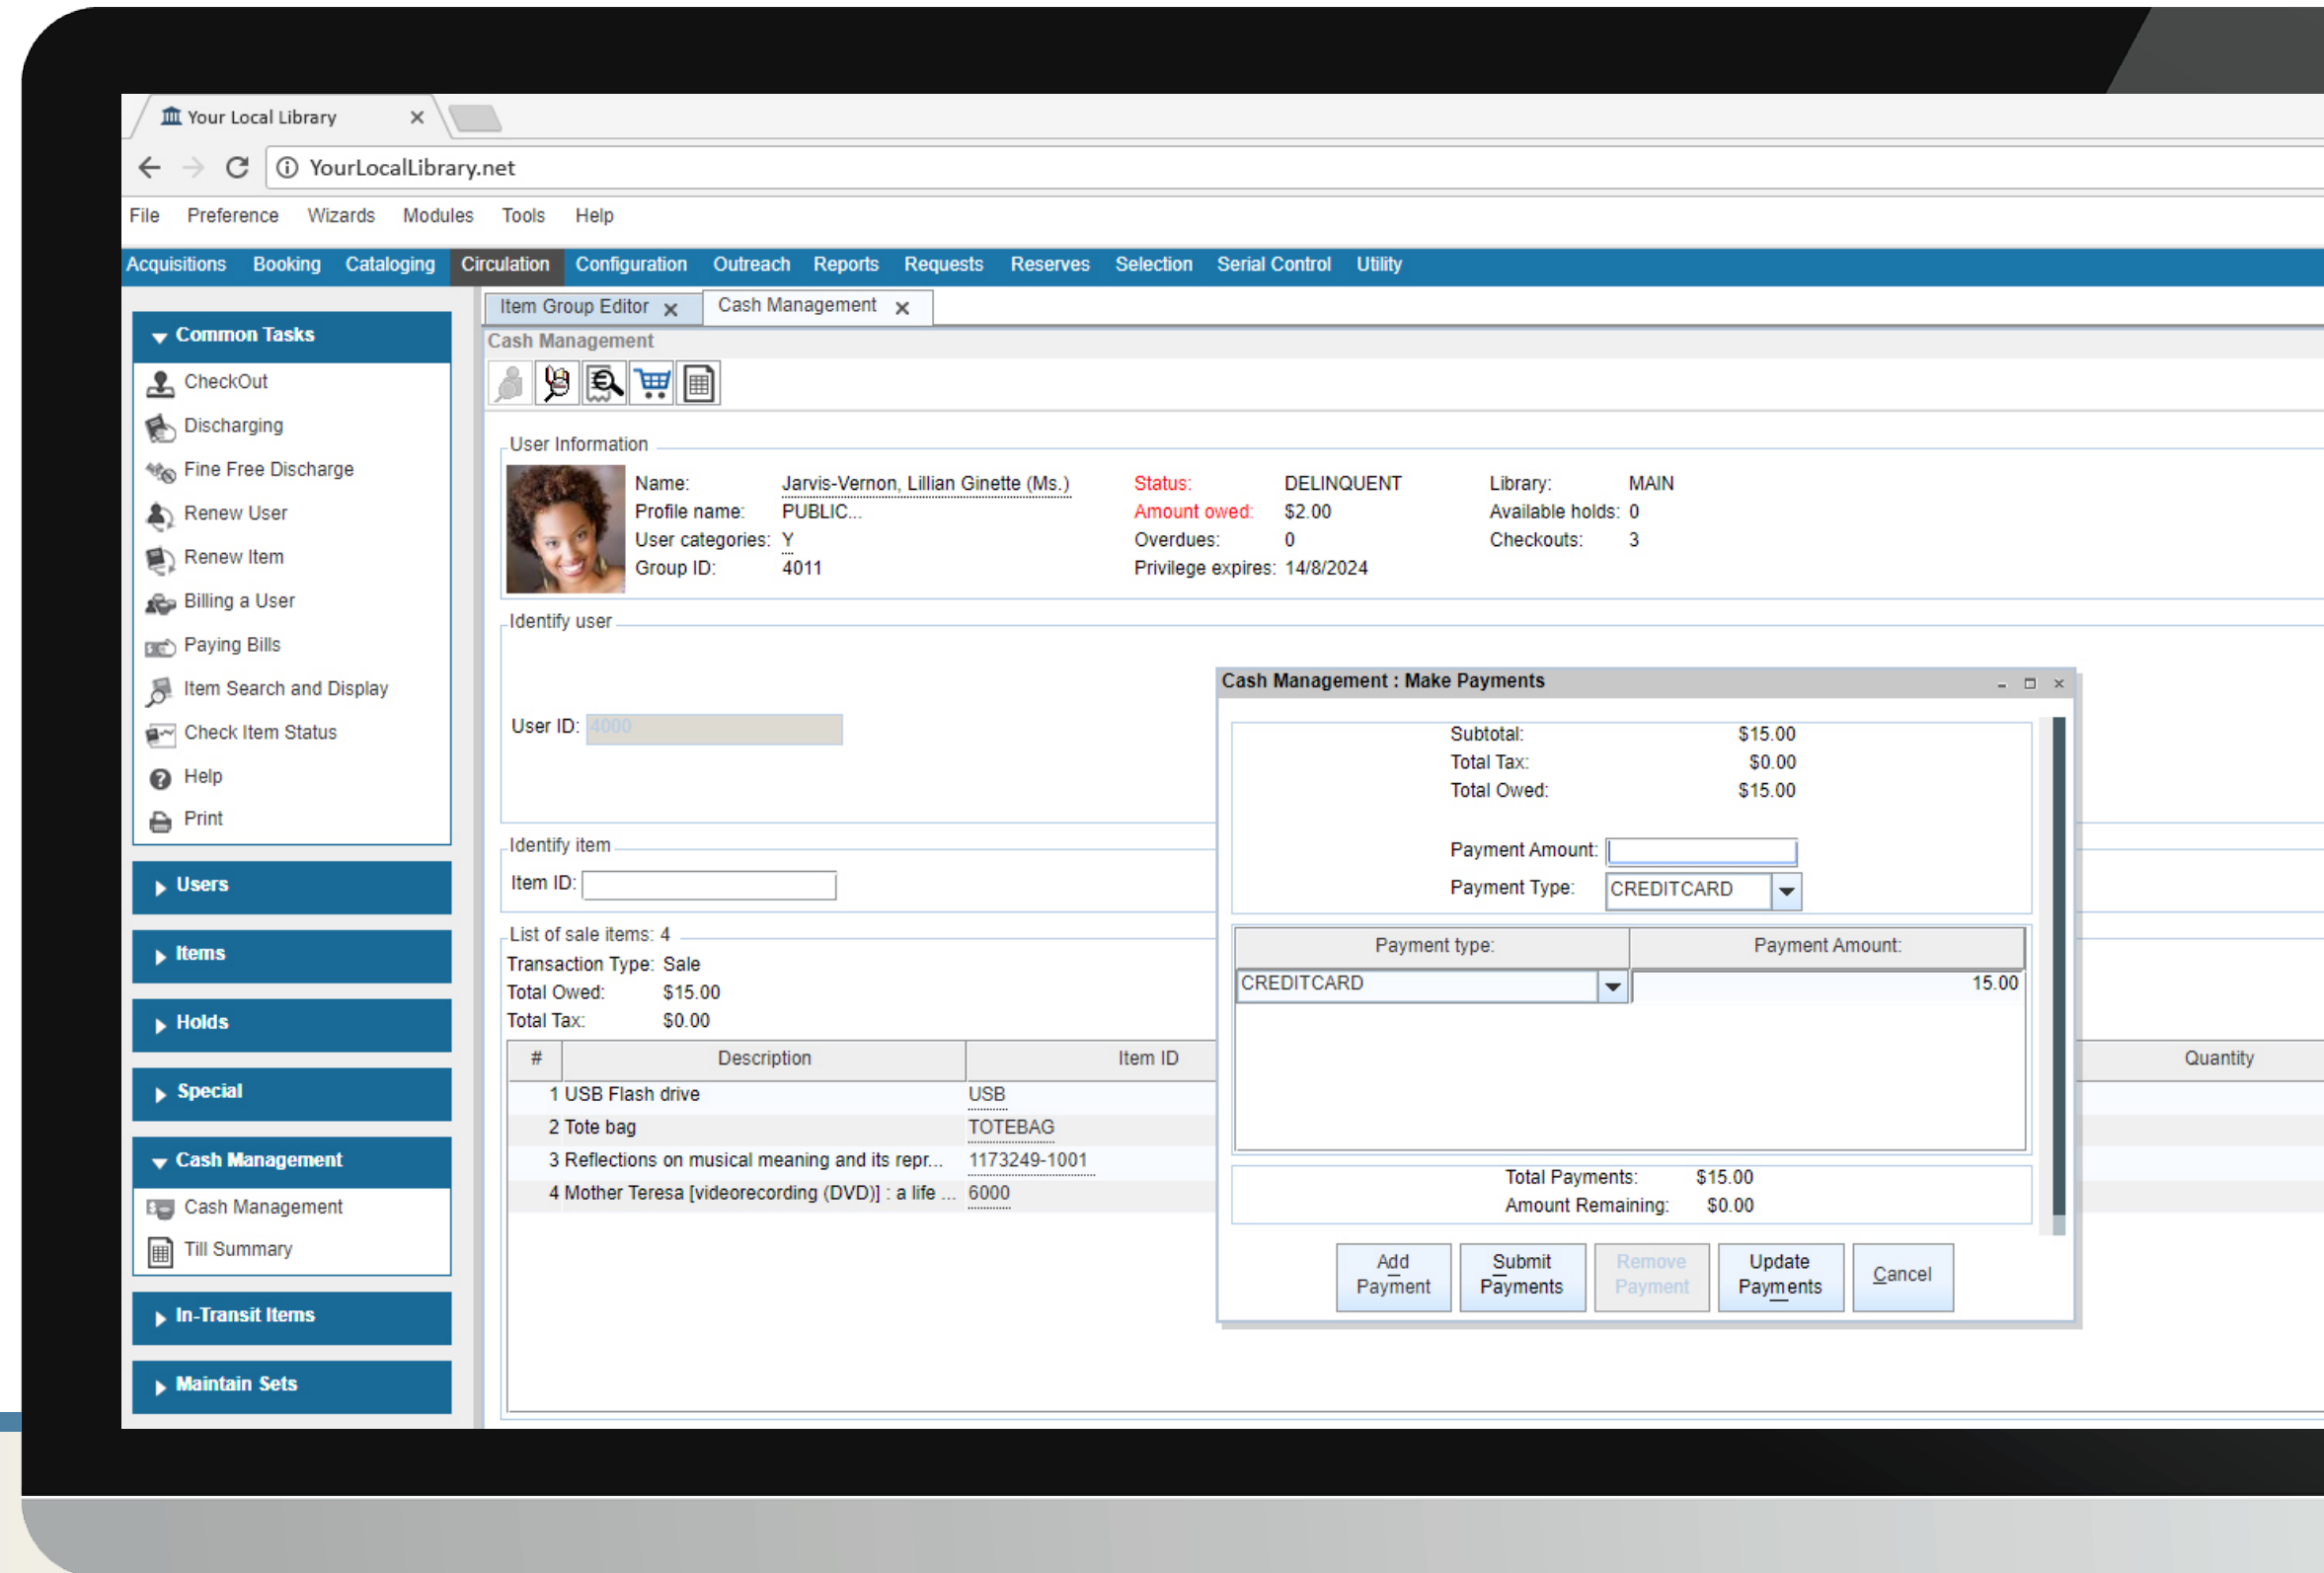 Your Local Library
YourLocalLibrary.net
File Preference Wizards Modules Tools Help
Acquisitions Booking Cataloging Circulation Configuration Outreach Reports Requests Reserves Selection Serial Control Utility
Common Tasks
CheckOut
Discharging
Fine Free Discharge
Renew User
Renew Item
Billing a User
Paying Bills
Item Search and Display
Check Item Status
Help
Print
Users
Items
Holds
Special
Cash Management
Cash Management
Till Summary
In-Transit Items
Maintain Sets
Item Group Editor Cash Management
Cash Management
User Information
Name: Jarvis-Vernon, Lillian Ginette (Ms.) Status: DELINQUENT Library: MAIN
Profile name: PUBLIC... Amount owed: $2.00 Available holds: 0
User categories: Y Overdues: 0 Checkouts: 3
Group ID: 4011 Privilege expires: 14/8/2024
Identify user
User ID: 4000
Identify item
Item ID:
List of sale items: 4
Transaction Type: Sale
Total Owed: $15.00
Total Tax: $0.00
# Description Item ID Quantity
1 USB Flash drive USB
2 Tote bag TOTEBAG
3 Reflections on musical meaning and its repr... 1173249-1001
4 Mother Teresa [videorecording (DVD)] : a life ... 6000
Cash Management : Make Payments
Subtotal: $15.00
Total Tax: $0.00
Total Owed: $15.00
Payment Amount:
Payment Type: CREDITCARD
Payment type: Payment Amount:
CREDITCARD 15.00
Total Payments: $15.00
Amount Remaining: $0.00
Add Payment
Submit Payments
Remove Payment
Update Payments
Cancel